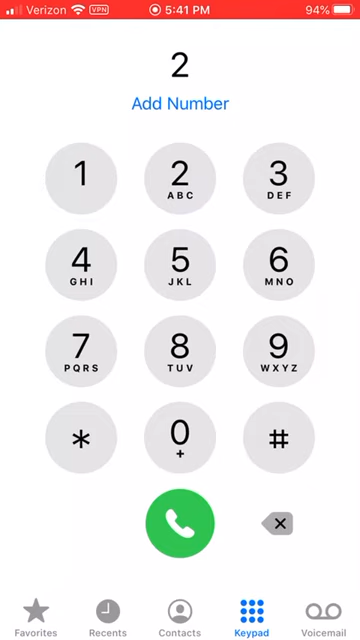 Verizon VPN 5:41 PM 94%
2
Add Number
1 2 3
ABC DEF
4 5 6
GHI JKL MNO
7 8 9
PQRS TUV WXYZ
* 0 #
+
Favorites Recents Contacts Keypad Voicemail